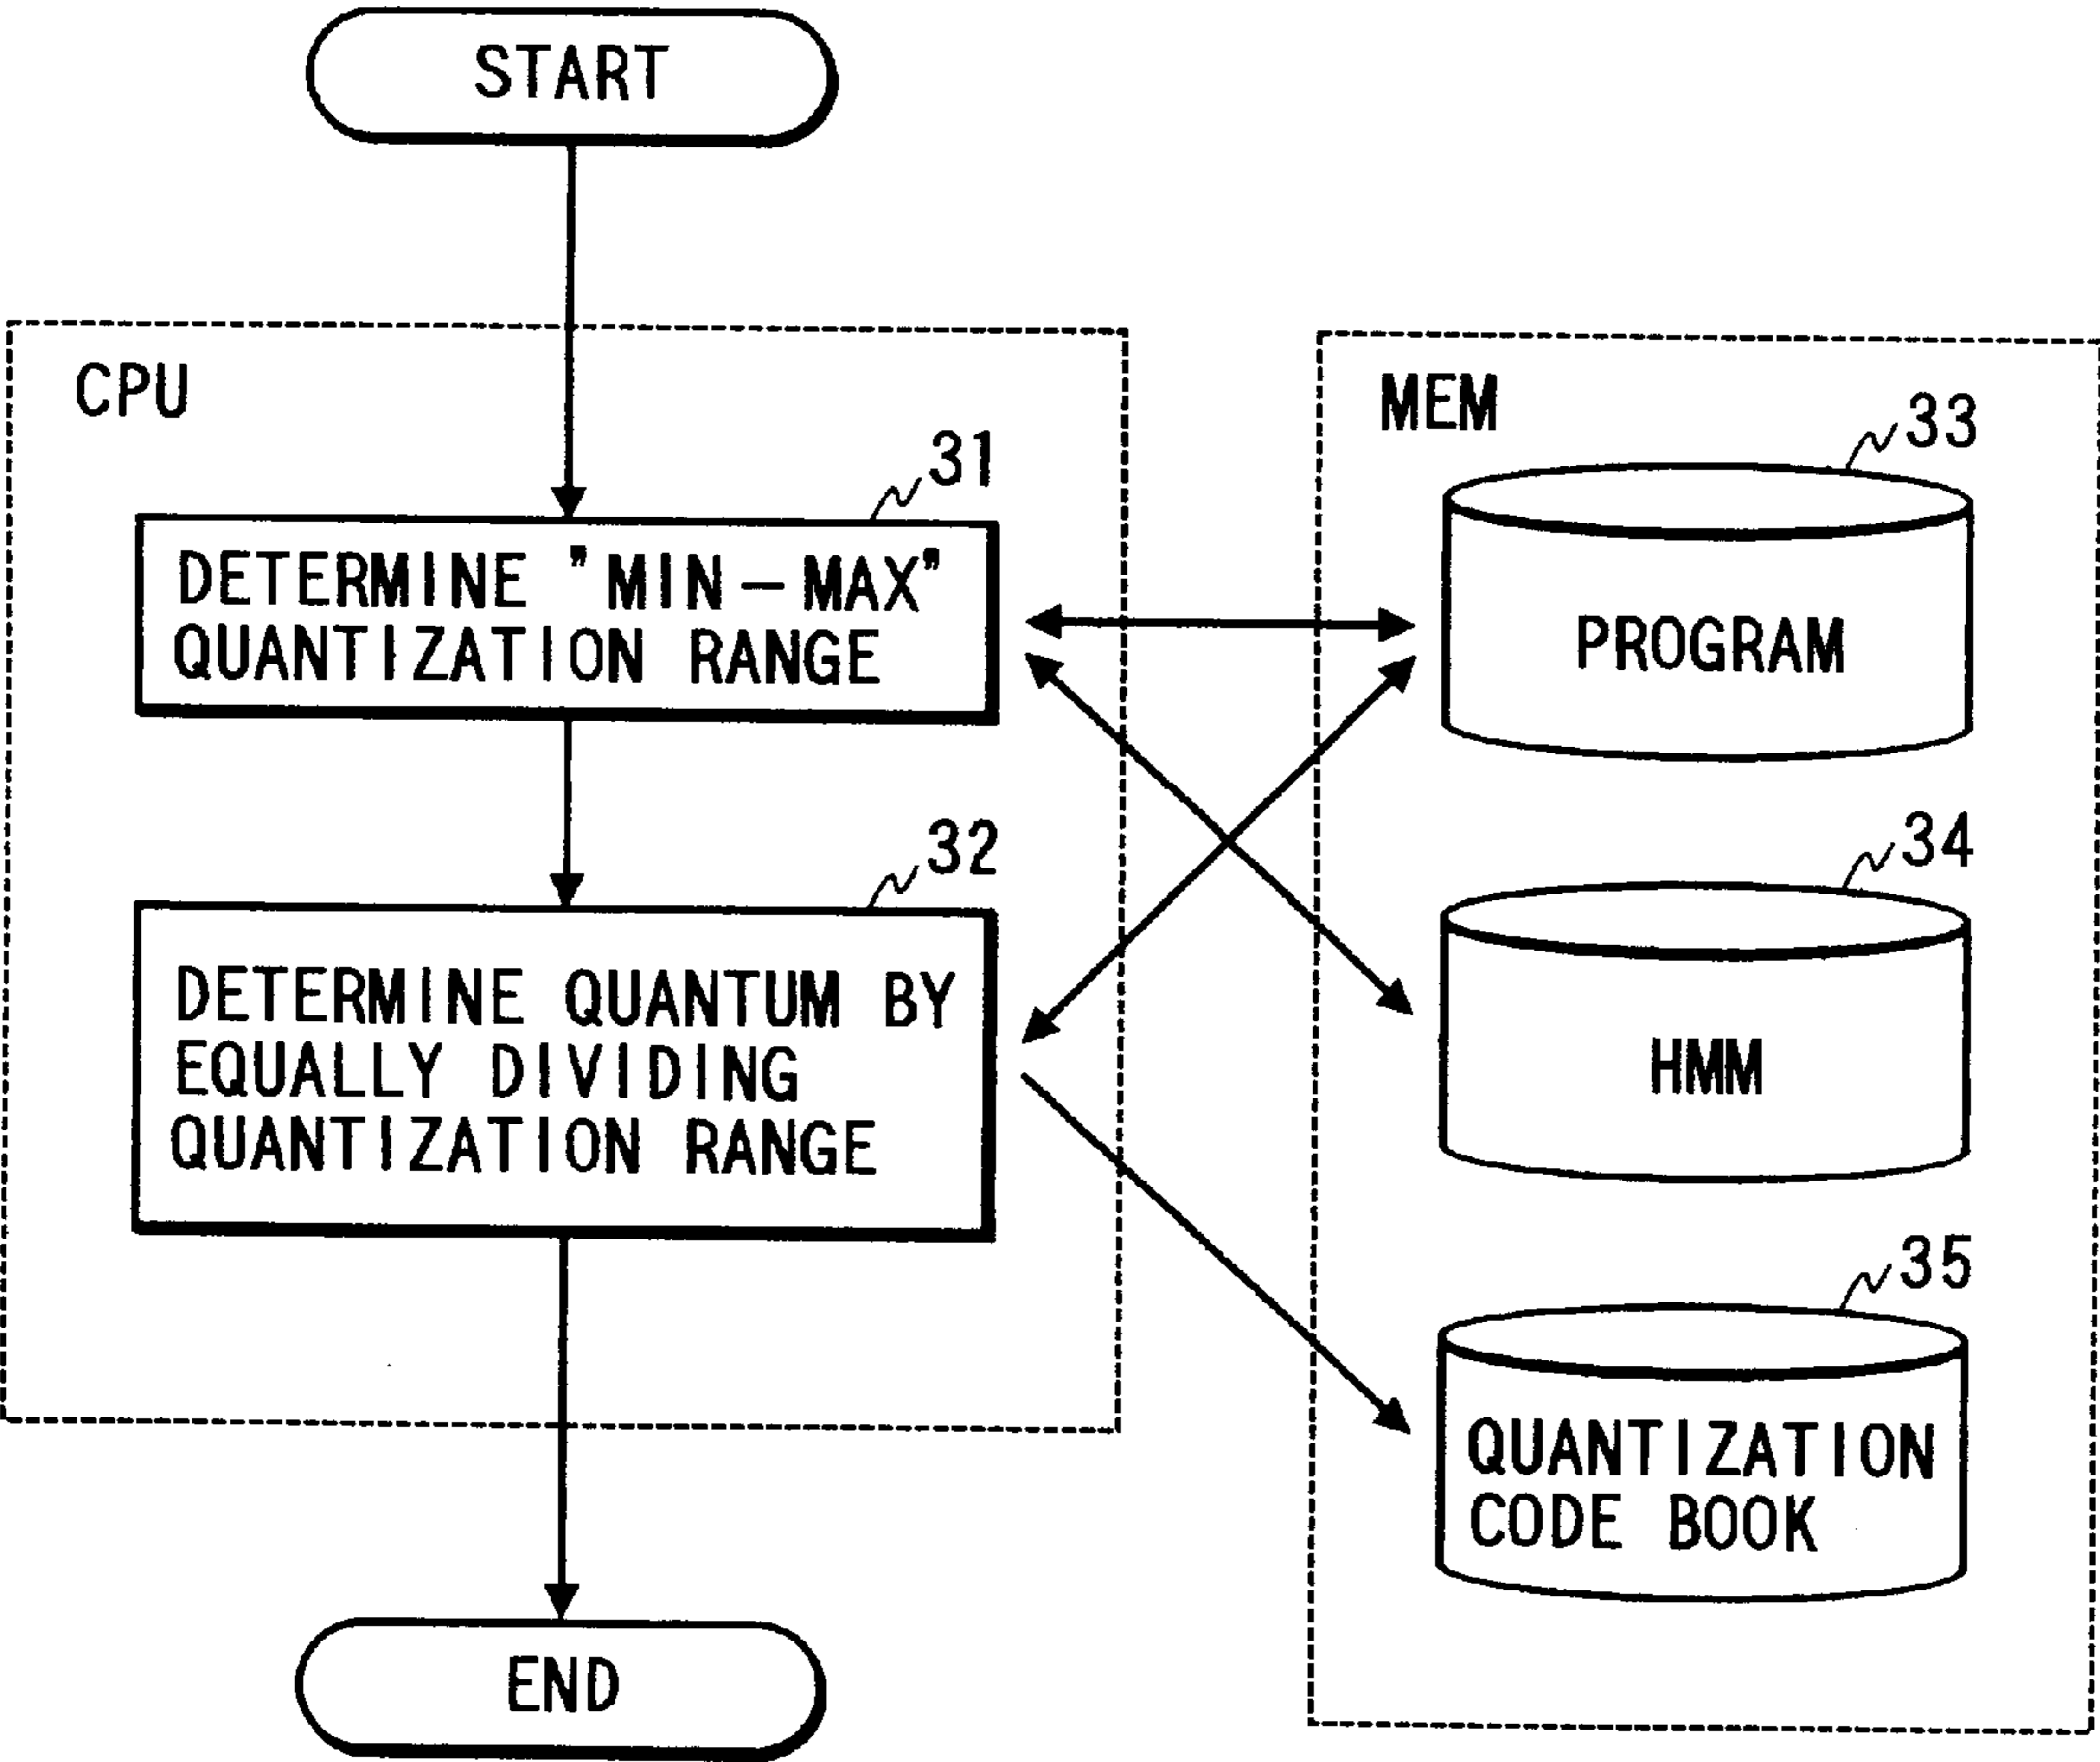 START
CPU
31
DETERMINE "MIN-MAX"
QUANTIZATION RANGE
32
DETERMINE QUANTUM BY
EQUALLY DIVIDING
QUANTIZATION RANGE
END
MEM
33
PROGRAM
34
HMM
35
QUANTIZATION
CODE BOOK